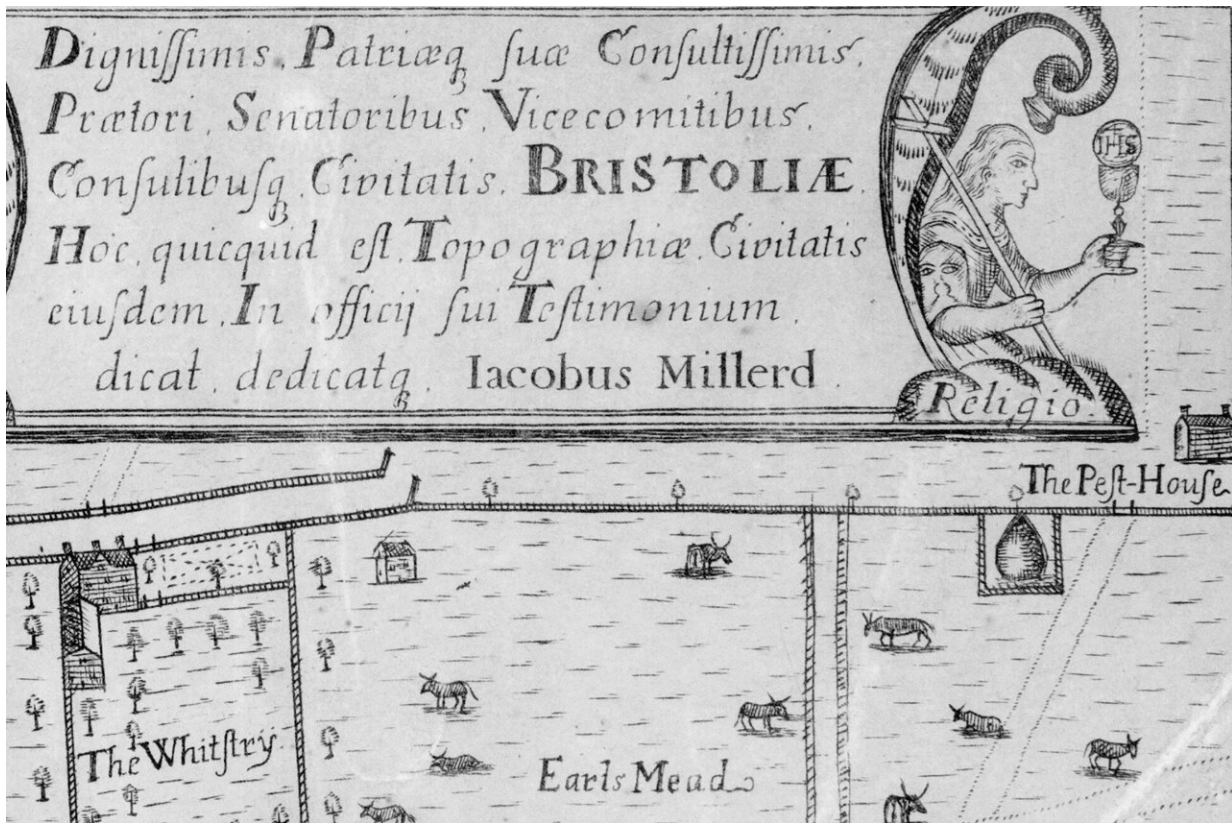 Digniſſimis, Patriæq ſuæ Conſultiſſimis,
Prætori, Senatoribus, Vicecomitibus,
Conſulibuſq, Civitatis, BRISTOLIÆ.
Hoc, quicquid eſt, Topographiæ, Civitatis
eiuſdem, In officij ſui Teſtimonium,
dicat, dedicatq, Iacobus Millerd.
IHS
Religio.
The Peſt-Houſe
The Whitſtry
Earls Mead